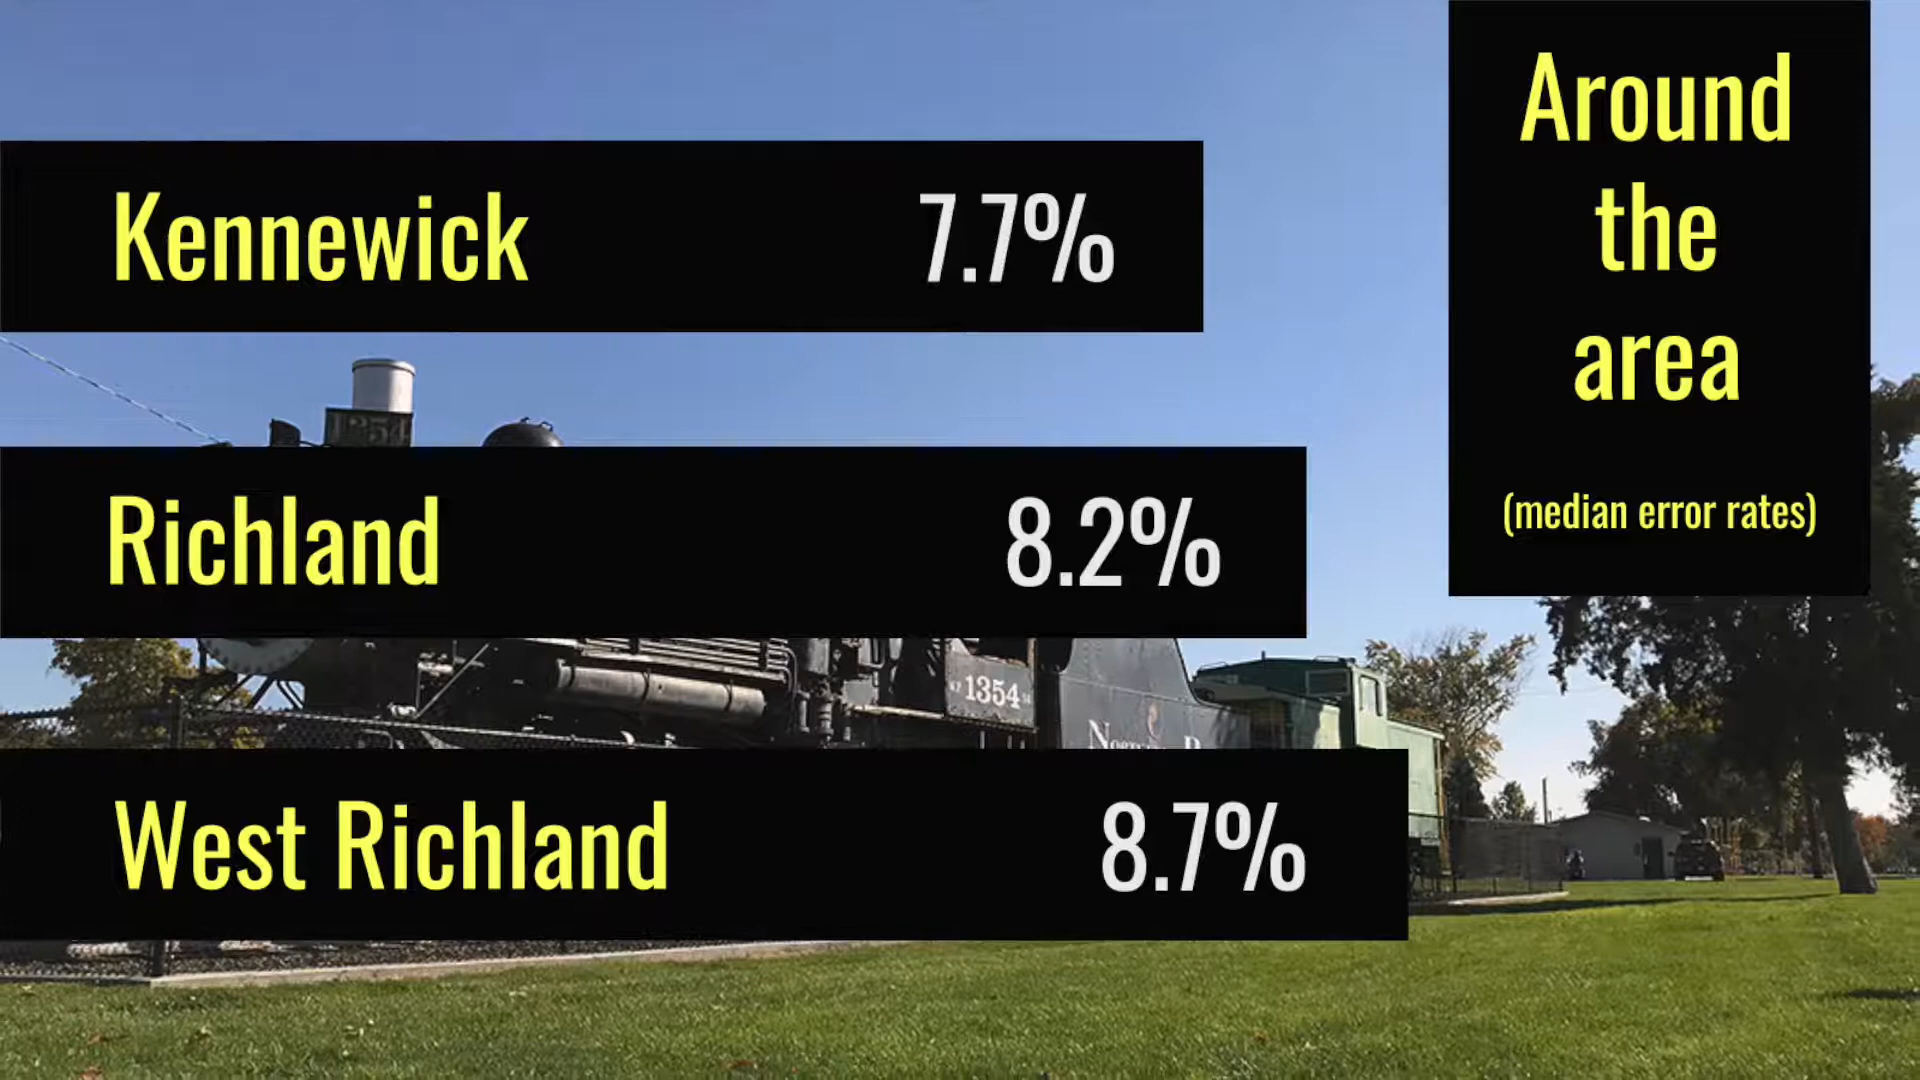 Around
the
area
(median error rates)
Kennewick 7.7%
Richland 8.2%
West Richland 8.7%
1354